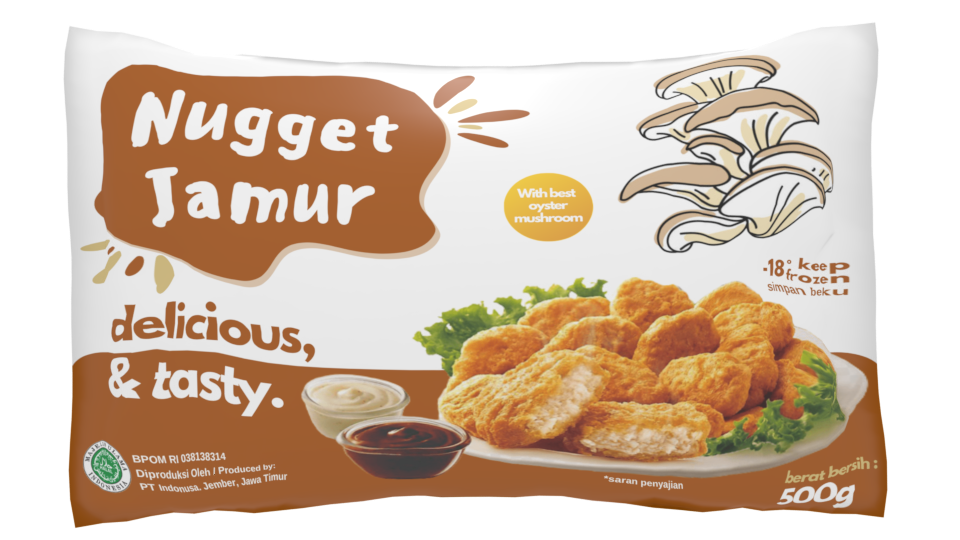 Nugget
Jamur
With best
oyster
mushroom
-18° keep
frozen
simpan beku
delicious,
& tasty.
BPOM RI 038138314
Diproduksi Oleh / Produced by:
PT Indonusa, Jember, Jawa Timur
*saran penyajian
berat bersih :
500g